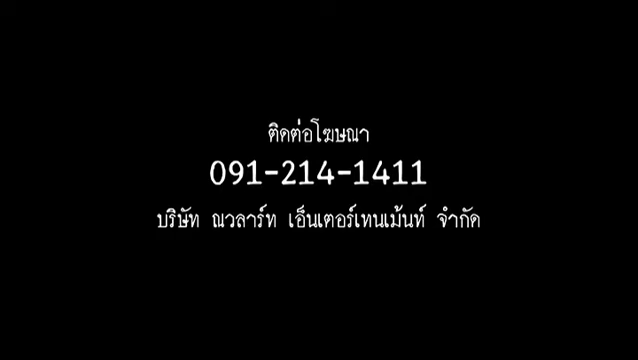 ติดต่อโฆษณา
091-214-1411
บริษัท ณวลาร์ท เอ็นเตอร์เทนเม้นท์ จำกัด